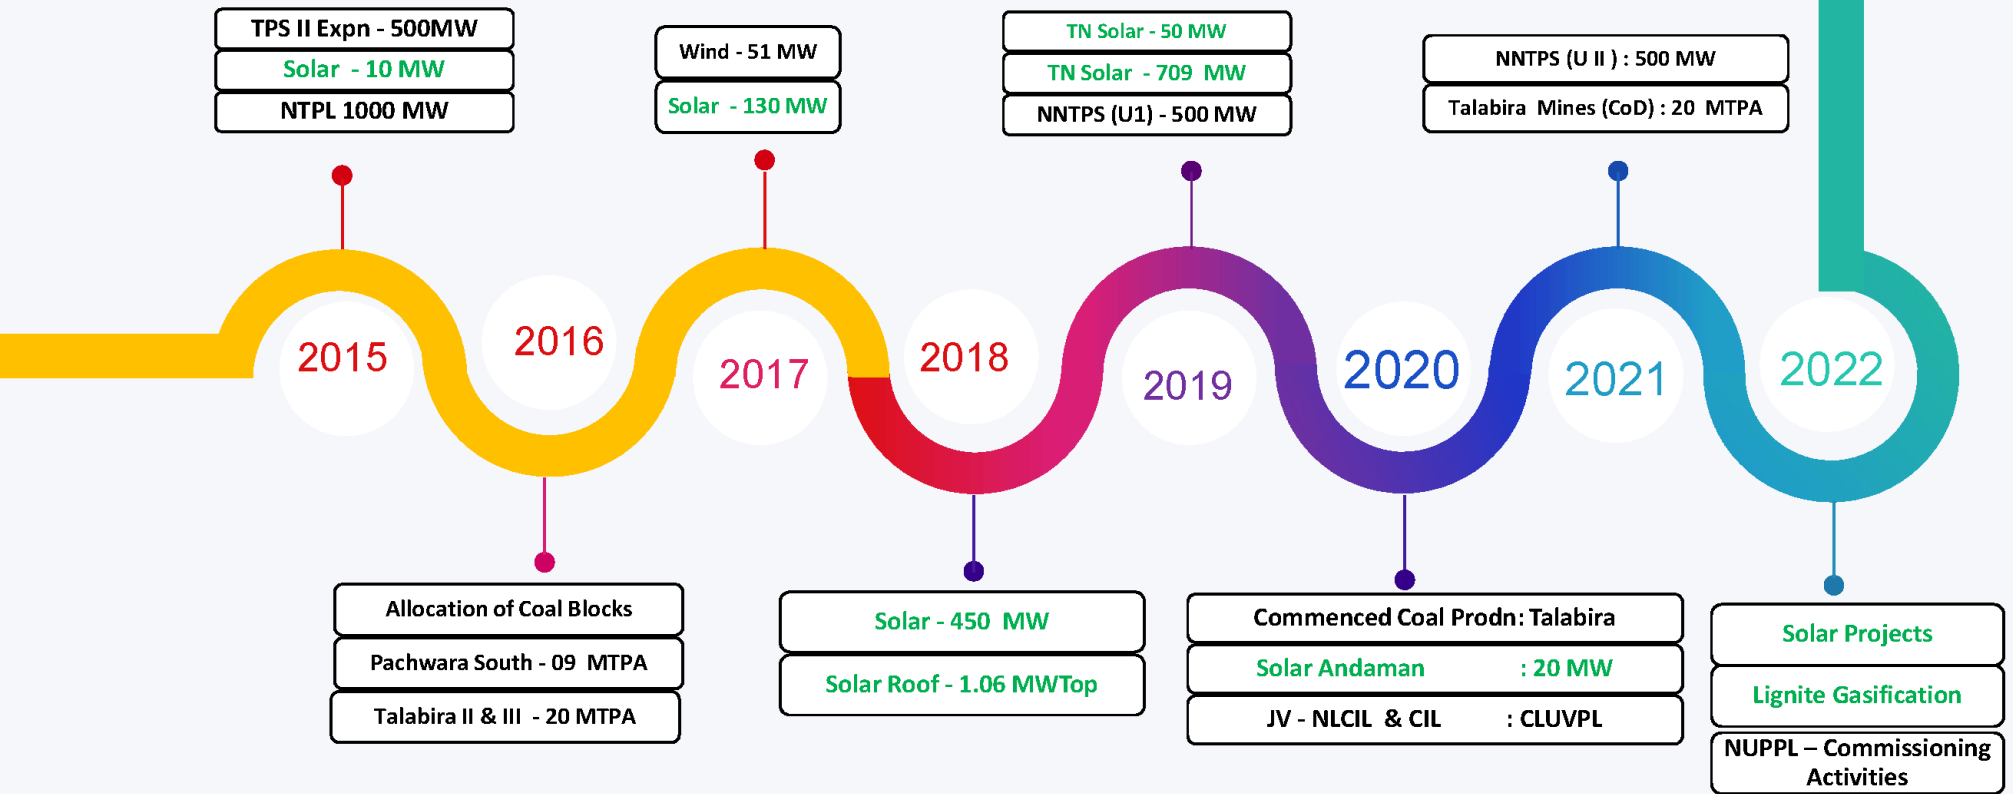 TPS II Expn - 500MW
Solar - 10 MW
NTPL 1000 MW
Wind - 51 MW
Solar - 130 MW
TN Solar - 50 MW
TN Solar - 709 MW
NNTPS (U1) - 500 MW
NNTPS (U II ) : 500 MW
Talabira Mines (CoD) : 20 MTPA
2015
2016
2017
2018
2019
2020
2021
2022
Allocation of Coal Blocks
Pachwara South - 09 MTPA
Talabira II & III - 20 MTPA
Solar - 450 MW
Solar Roof - 1.06 MWTop
Commenced Coal Prodn: Talabira
Solar Andaman : 20 MW
JV - NLCIL & CIL : CLUVPL
Solar Projects
Lignite Gasification
NUPPL – Commissioning
Activities